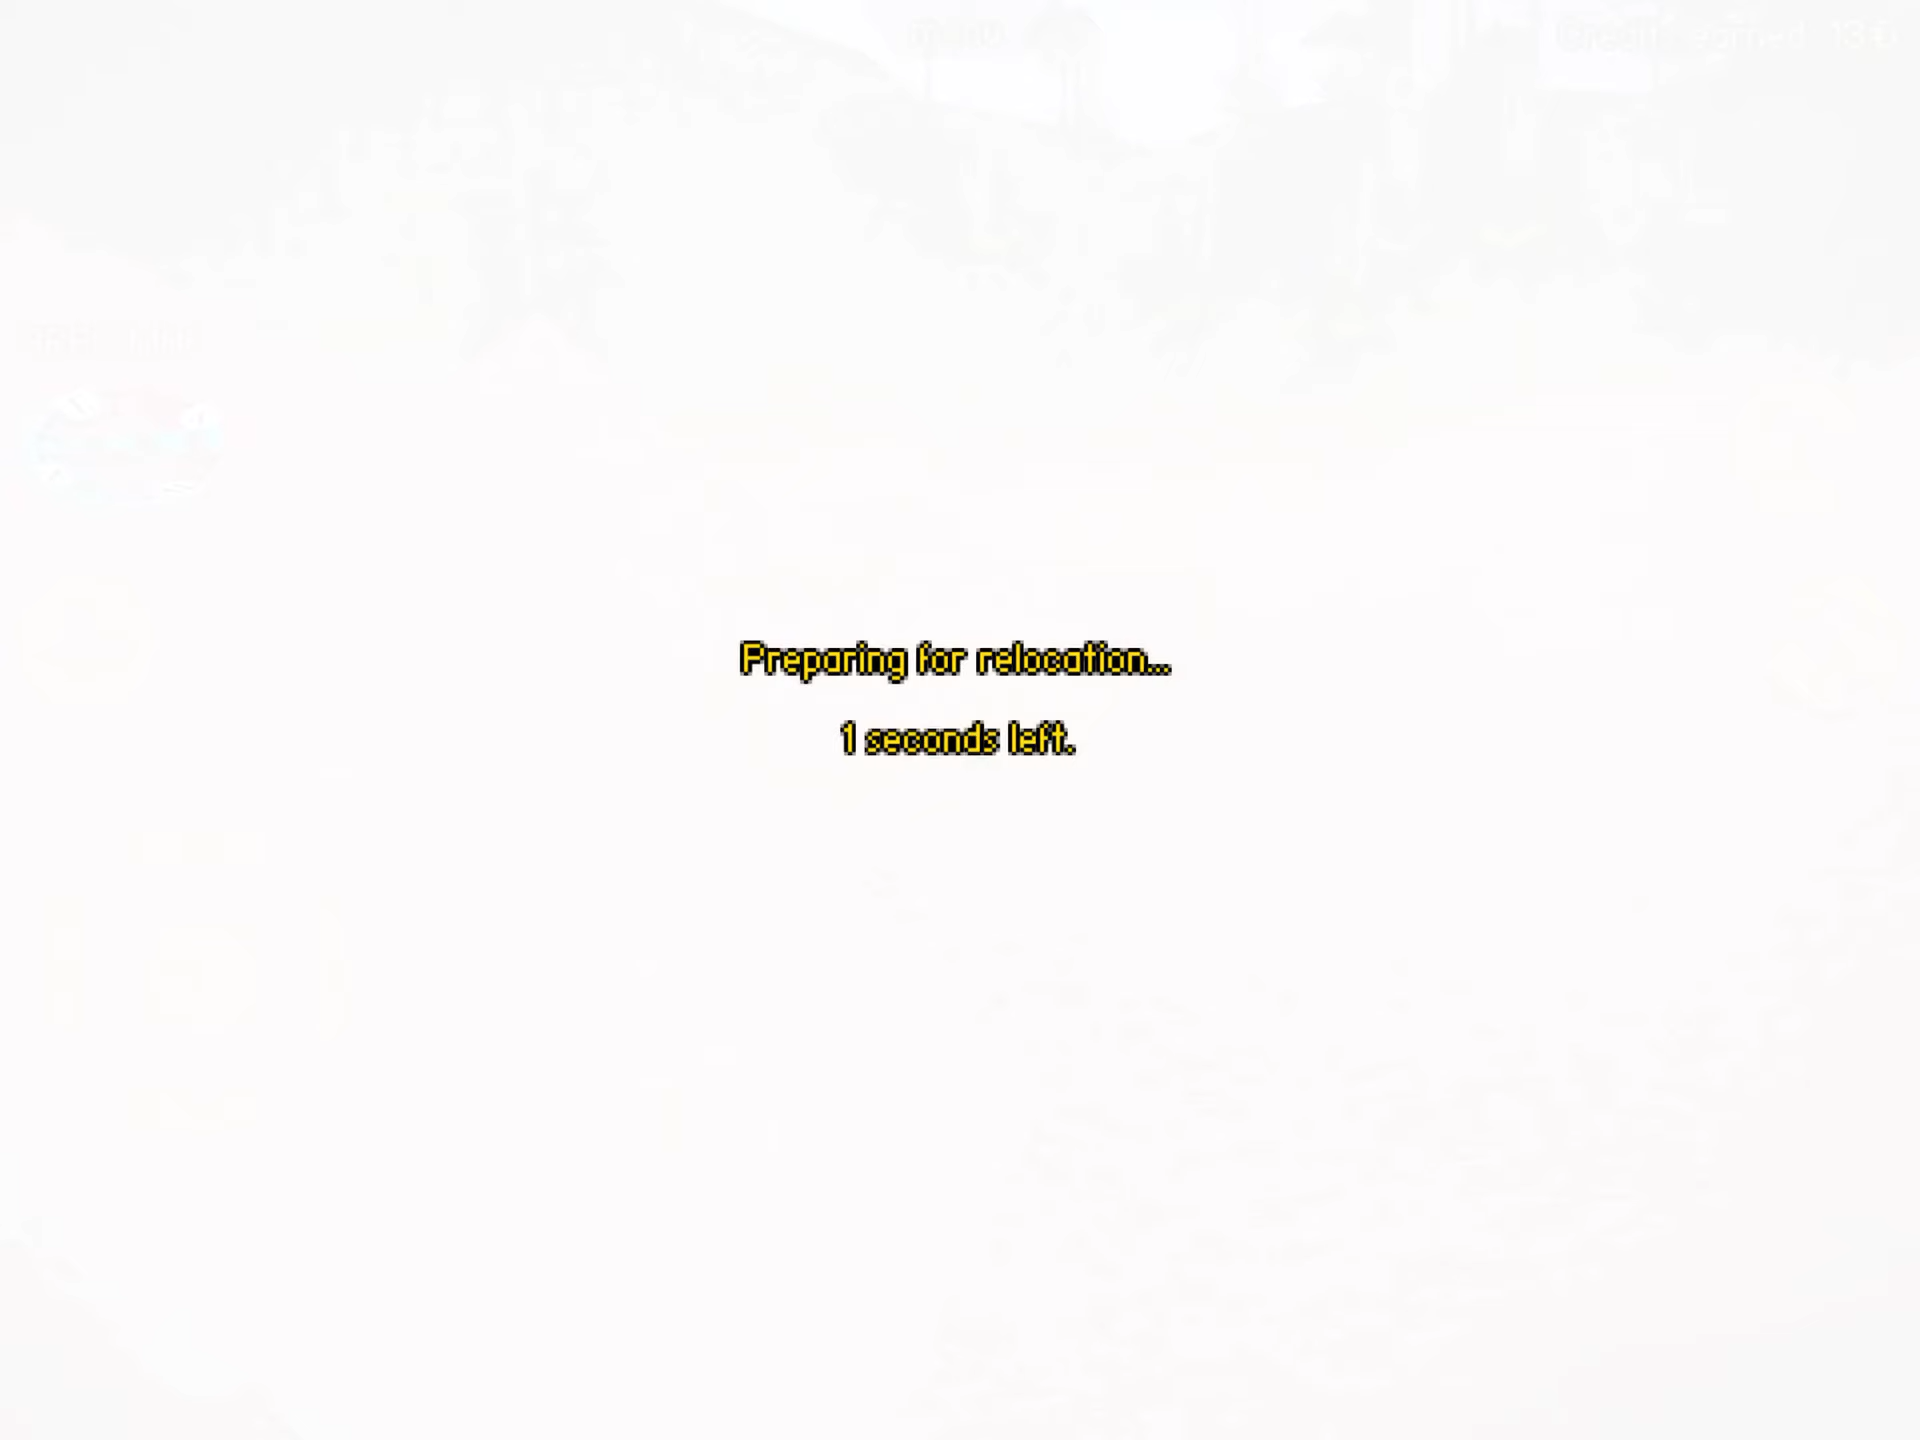 Preparing for relocation...
1 seconds left.